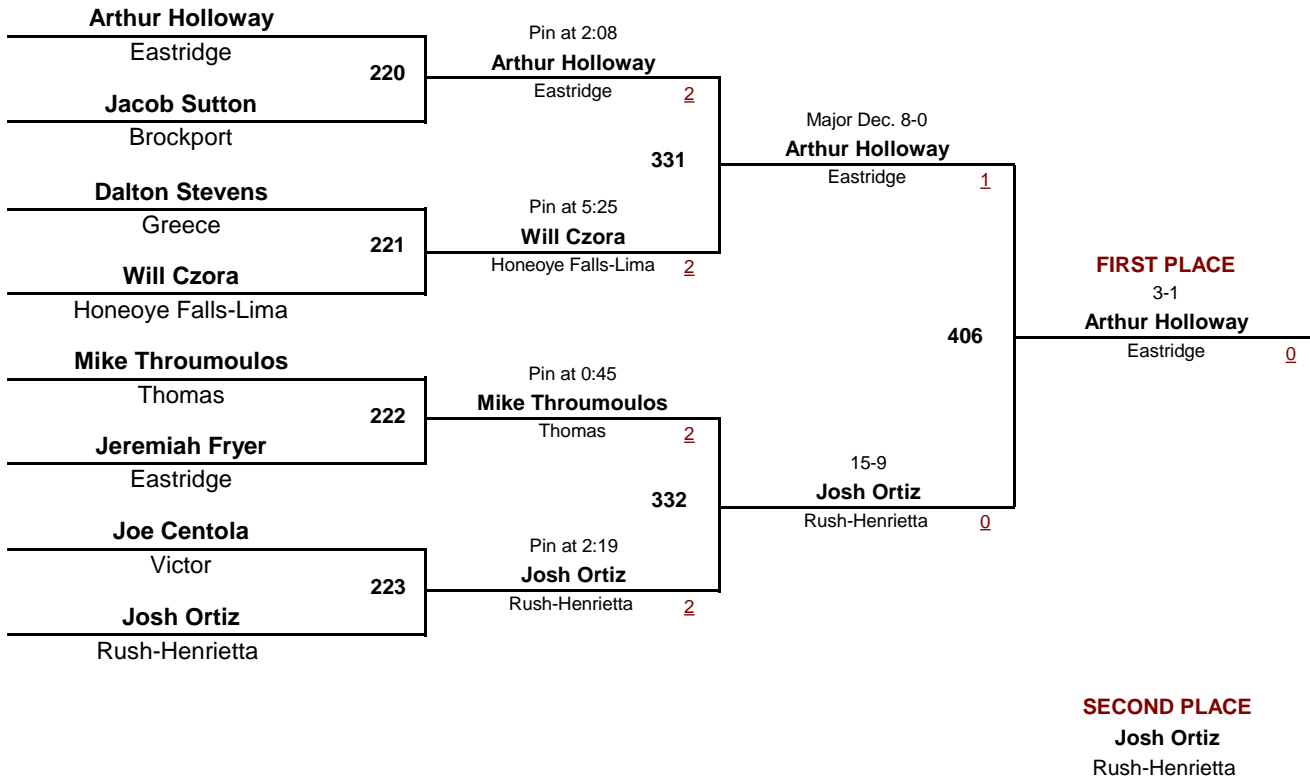 Arthur Holloway
Eastridge
220
Jacob Sutton
Brockport
Dalton Stevens
Greece
221
Will Czora
Honeoye Falls-Lima
Mike Throumoulos
Thomas
222
Jeremiah Fryer
Eastridge
Joe Centola
Victor
223
Josh Ortiz
Rush-Henrietta
Pin at 2:08
Arthur Holloway
Eastridge 2
331
Pin at 5:25
Will Czora
Honeoye Falls-Lima 2
Pin at 0:45
Mike Throumoulos
Thomas 2
332
Pin at 2:19
Josh Ortiz
Rush-Henrietta 2
Major Dec. 8-0
Arthur Holloway
Eastridge 1
406
15-9
Josh Ortiz
Rush-Henrietta 0
FIRST PLACE
3-1
Arthur Holloway
Eastridge 0
SECOND PLACE
Josh Ortiz
Rush-Henrietta